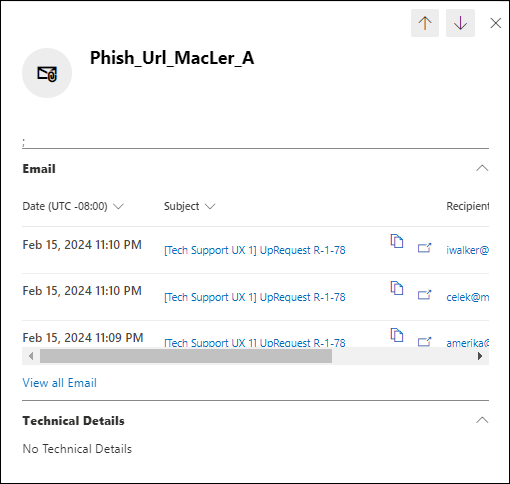 Phish_Url_MacLer_A
;
Email
Date (UTC -08:00) Subject Recipient
Feb 15, 2024 11:10 PM [Tech Support UX 1] UpRequest R-1-78 iwalker@
Feb 15, 2024 11:10 PM [Tech Support UX 1] UpRequest R-1-78 celek@m
Feb 15, 2024 11:09 PM [Tech Support UX 1] UpRequest R-1-78 amerika@
View all Email
Technical Details
No Technical Details